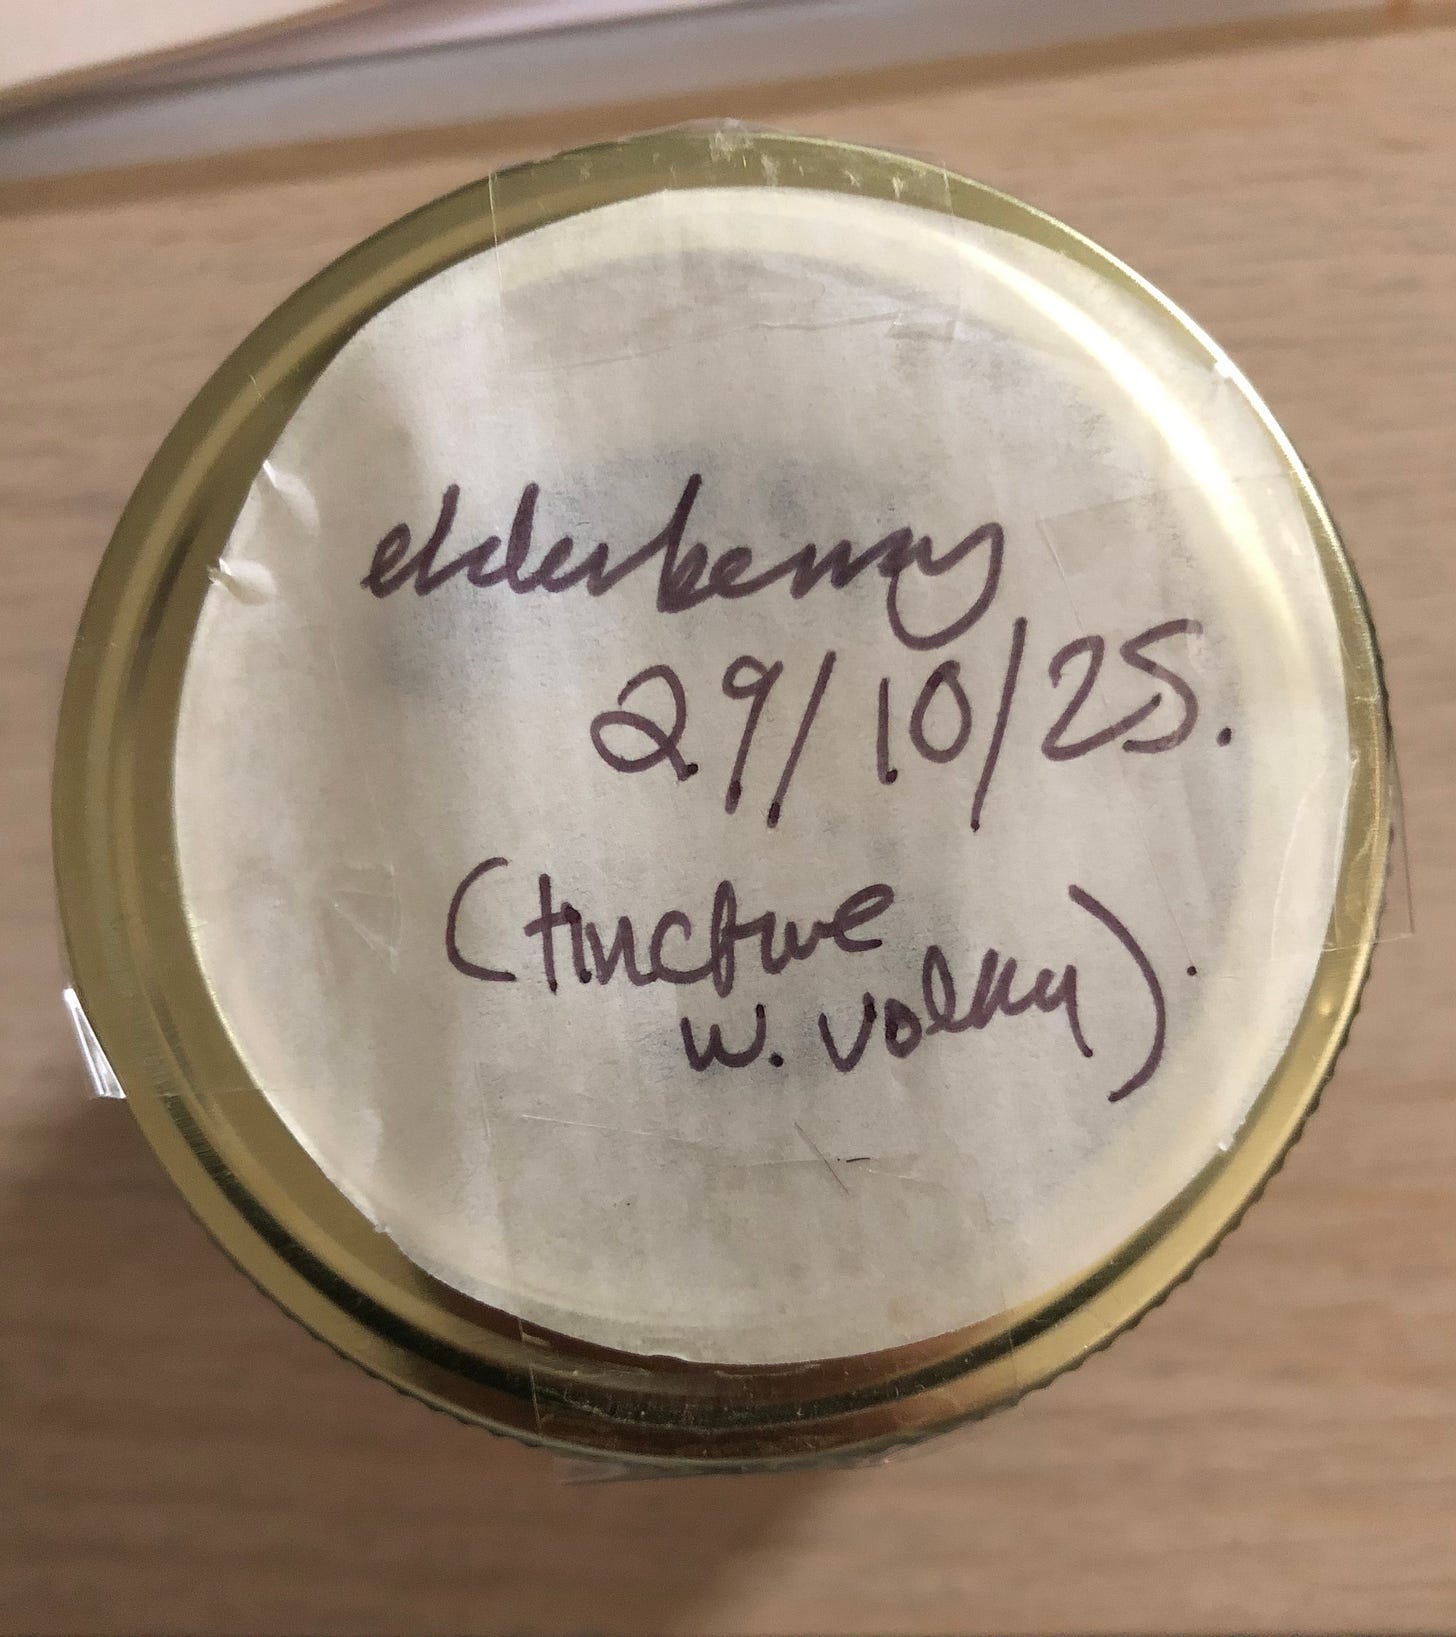 elderberry
29/10/25.
(tincture
w. vodka).